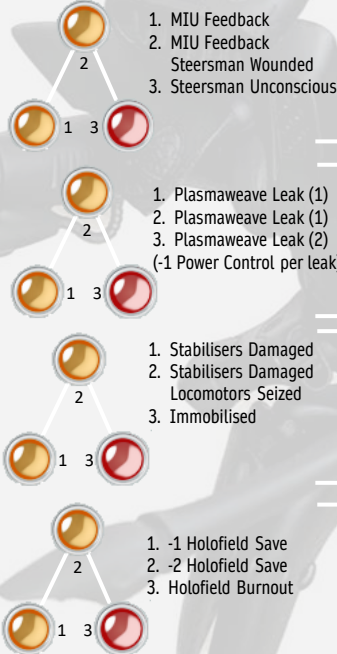 1. MIU Feedback
2. MIU Feedback
Steersman Wounded
3. Steersman Unconscious
2
1 3
1. Plasmaweave Leak (1)
2. Plasmaweave Leak (1)
3. Plasmaweave Leak (2)
(-1 Power Control per leak)
2
1 3
1. Stabilisers Damaged
2. Stabilisers Damaged
Locomotors Seized
3. Immobilised
2
1 3
1. -1 Holofield Save
2. -2 Holofield Save
3. Holofield Burnout
2
1 3